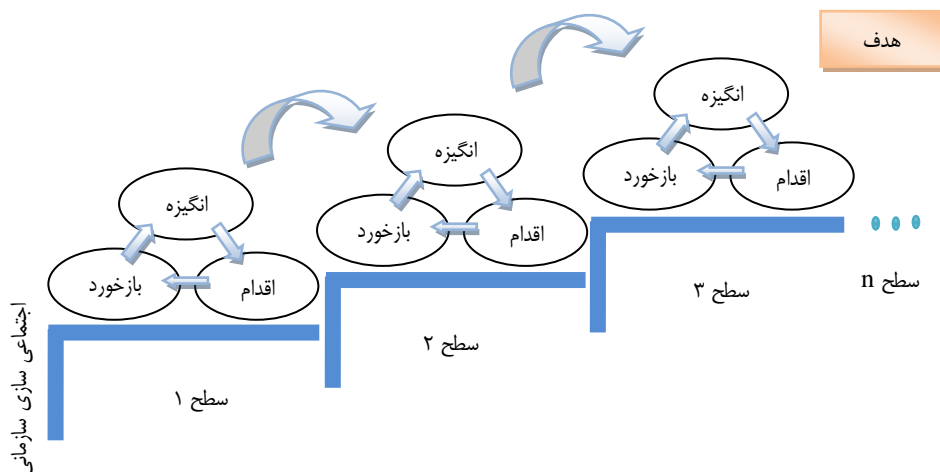 هدف
انگیزه
اقدام
بازخورد
انگیزه
اقدام
بازخورد
انگیزه
اقدام
بازخورد
سطح n
سطح ۳
سطح ۲
سطح ۱
اجتماعی سازی سازمانی